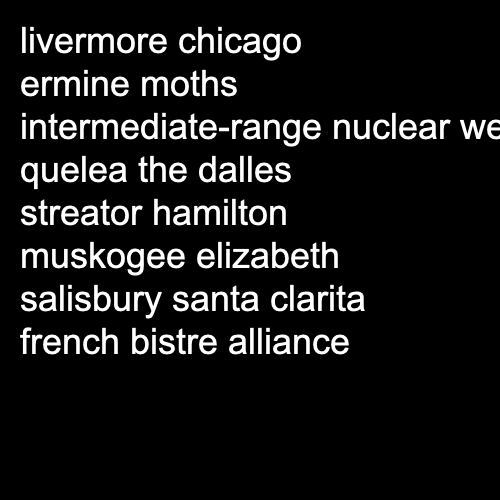 livermore chicago
ermine moths
intermediate-range nuclear we
quelea the dalles
streator hamilton
muskogee elizabeth
salisbury santa clarita
french bistre alliance